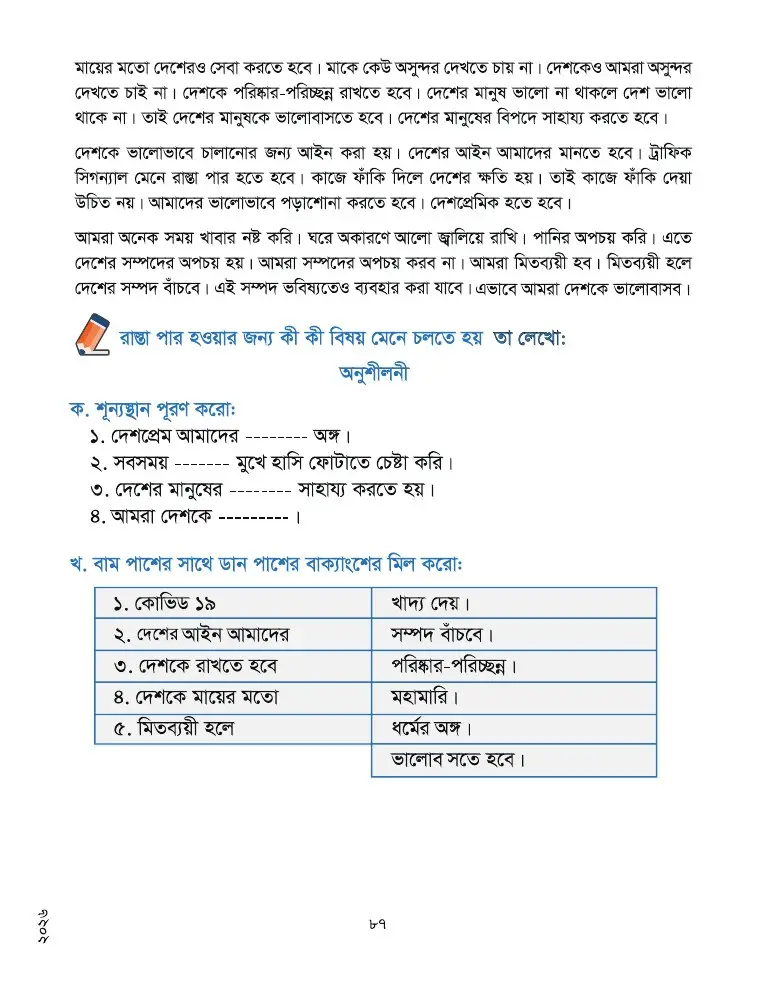 মায়ের মতো দেশেরও সেবা করতে হবে। মাকে কেউ অসুন্দর দেখতে চায় না। দেশকেও আমরা অসুন্দর
দেখতে চাই না। দেশকে পরিষ্কার-পরিচ্ছন্ন রাখতে হবে। দেশের মানুষ ভালো না থাকলে দেশ ভালো
থাকে না। তাই দেশের মানুষকে ভালোবাসতে হবে। দেশের মানুষের বিপদে সাহায্য করতে হবে।
দেশকে ভালোভাবে চালানোর জন্য আইন করা হয়। দেশের আইন আমাদের মানতে হবে। ট্রাফিক
সিগন্যাল মেনে রাস্তা পার হতে হবে। কাজে ফাঁকি দিলে দেশের ক্ষতি হয়। তাই কাজে ফাঁকি দেয়া
উচিত নয়। আমাদের ভালোভাবে পড়াশোনা করতে হবে। দেশপ্রেমিক হতে হবে।
আমরা অনেক সময় খাবার নষ্ট করি। ঘরে অকারণে আলো জ্বালিয়ে রাখি। পানির অপচয় করি। এতে
দেশের সম্পদের অপচয় হয়। আমরা সম্পদের অপচয় করব না। আমরা মিতব্যয়ী হব। মিতব্যয়ী হলে
দেশের সম্পদ বাঁচবে। এই সম্পদ ভবিষ্যতেও ব্যবহার করা যাবে। এভাবে আমরা দেশকে ভালোবাসব।
রাস্তা পার হওয়ার জন্য কী কী বিষয় মেনে চলতে হয় তা লেখো:
অনুশীলনী
ক. শূন্যস্থান পূরণ করো:
১. দেশপ্রেম আমাদের -------- অঙ্গ।
২. সবসময় ------- মুখে হাসি ফোটাতে চেষ্টা করি।
৩. দেশের মানুষের -------- সাহায্য করতে হয়।
৪. আমরা দেশকে --------- ।
খ. বাম পাশের সাথে ডান পাশের বাক্যাংশের মিল করো:
১. কোভিড ১৯ খাদ্য দেয়।
২. দেশের আইন আমাদের সম্পদ বাঁচবে।
৩. দেশকে রাখতে হবে পরিষ্কার-পরিচ্ছন্ন।
৪. দেশকে মায়ের মতো মহামারি।
৫. মিতব্যয়ী হলে ধর্মের অঙ্গ।
ভালোব সতে হবে।
৮৭
২০২৬